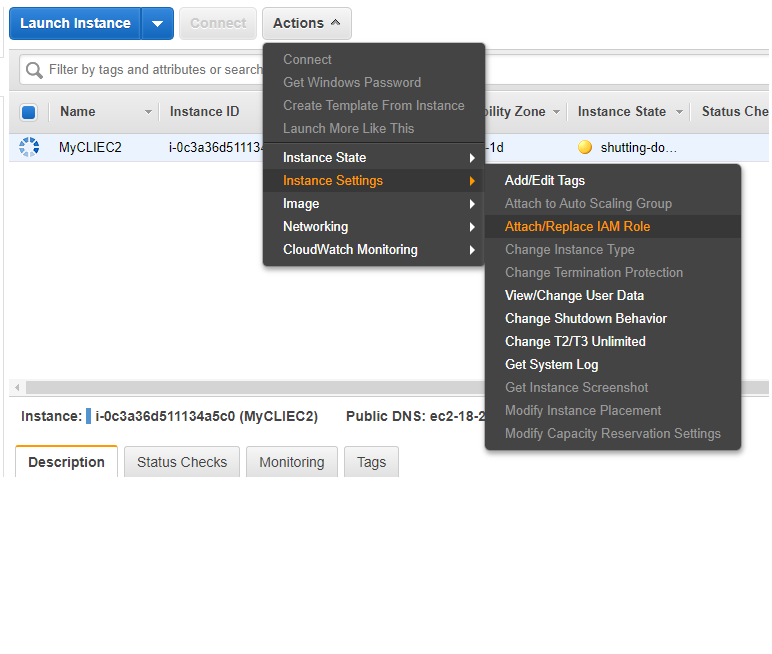 Launch Instance
Connect
Actions
Connect
Get Windows Password
Create Template From Instance
Launch More Like This
Instance State
Instance Settings
Image
Networking
CloudWatch Monitoring
Add/Edit Tags
Attach to Auto Scaling Group
Attach/Replace IAM Role
Change Instance Type
Change Termination Protection
View/Change User Data
Change Shutdown Behavior
Change T2/T3 Unlimited
Get System Log
Get Instance Screenshot
Modify Instance Placement
Modify Capacity Reservation Settings
Filter by tags and attributes or search
Name Instance ID bility Zone Instance State Status Che
MyCLIEC2 i-0c3a36d511134 -1d shutting-do...
Instance: i-0c3a36d511134a5c0 (MyCLIEC2) Public DNS: ec2-18-2
Description Status Checks Monitoring Tags